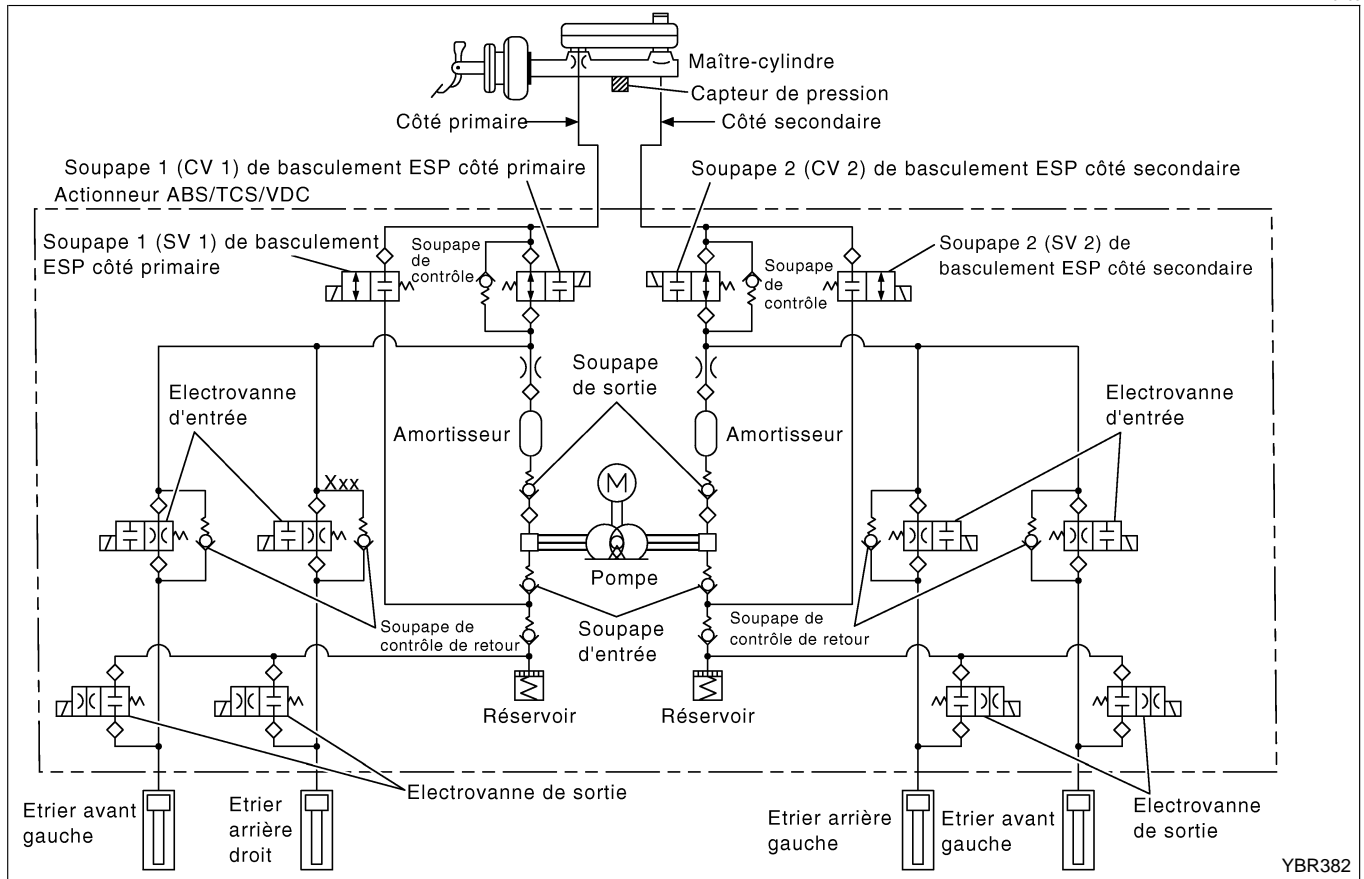 Maître-cylindre
Capteur de pression
Côté primaire
Côté secondaire
Soupape 1 (CV 1) de basculement ESP côté primaire
Soupape 2 (CV 2) de basculement ESP côté secondaire
Actionneur ABS/TCS/VDC
Soupape 1 (SV 1) de basculement
ESP côté primaire
Soupape
de
contrôle
Soupape
de
contrôle
Soupape 2 (SV 2) de
basculement ESP côté secondaire
Soupape
de sortie
Electrovanne
d'entrée
Electrovanne
d'entrée
Amortisseur
Amortisseur
Xxx
M
Pompe
Soupape de
contrôle de retour
Soupape
d'entrée
Soupape de
contrôle de retour
Réservoir
Réservoir
Electrovanne de sortie
Etrier avant
gauche
Etrier
arrière
droit
Etrier arrière
gauche
Etrier avant
gauche
Electrovanne
de sortie
YBR382